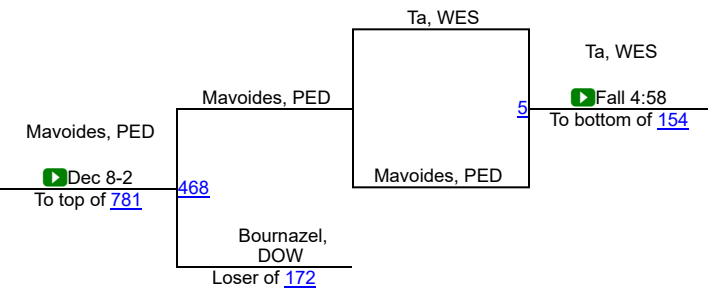 Ta, WES
Ta, WES
Mavoides, PED
5
Fall 4:58
To bottom of 154
Mavoides, PED
Dec 8-2
To top of 781
468
Mavoides, PED
Bournazel,
DOW
Loser of 172